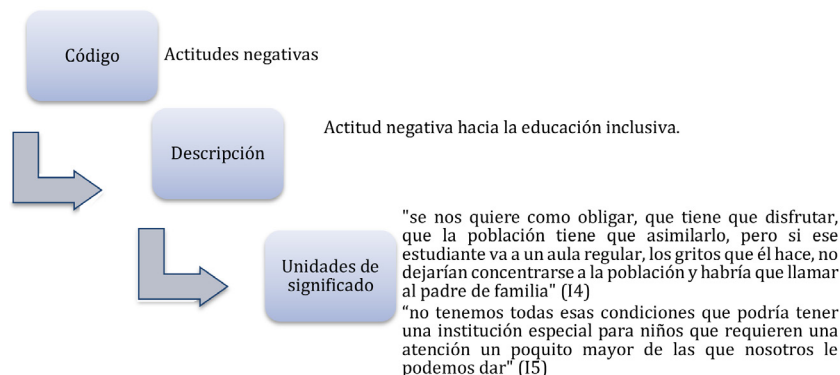 Código
Actitudes negativas
Descripción
Actitud negativa hacia la educación inclusiva.
Unidades de
significado
"se nos quiere como obligar, que tiene que disfrutar,
que la población tiene que asimilarlo, pero si ese
estudiante va a un aula regular, los gritos que él hace, no
dejarían concentrarse a la población y habría que llamar
al padre de familia" (I4)
“no tenemos todas esas condiciones que podría tener
una institución especial para niños que requieren una
atención un poquito mayor de las que nosotros le
podemos dar" (I5)